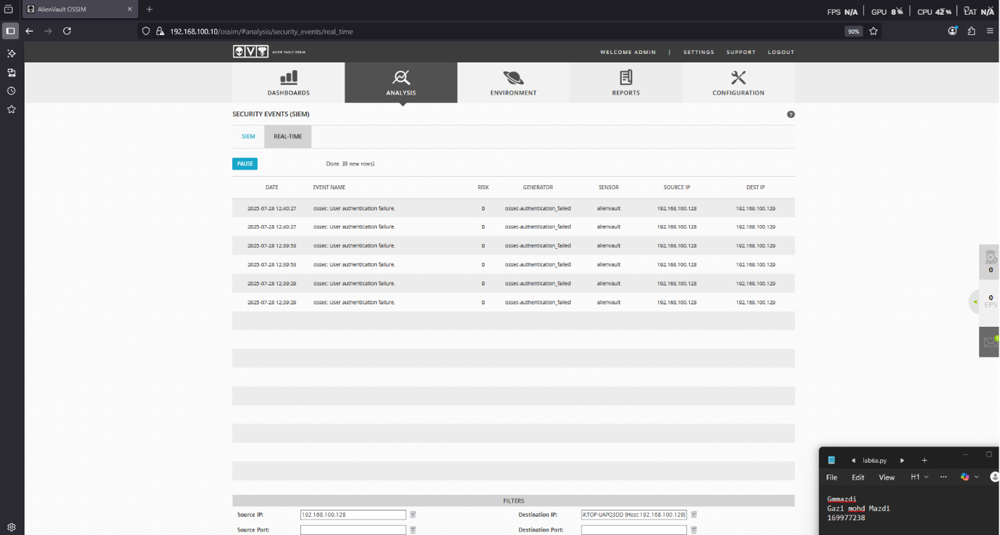 AlienVault OSSIM
FPS N/A GPU 8% CPU 42% LAT N/A
192.168.100.10/ossim/#analysis/security_events/real_time
90%
ALIEN VAULT OSSIM
WELCOME ADMIN | SETTINGS SUPPORT LOGOUT
DASHBOARDS ANALYSIS ENVIRONMENT REPORTS CONFIGURATION
SECURITY EVENTS (SIEM)
?
SIEM REAL-TIME
PAUSE Done. [0 new rows]
DATE EVENT NAME RISK GENERATOR SENSOR SOURCE IP DEST IP
2025-07-28 12:40:27 ossec: User authentication failure. 0 ossec-authentication_failed alienvault 192.168.100.128 192.168.100.129
2025-07-28 12:40:27 ossec: User authentication failure. 0 ossec-authentication_failed alienvault 192.168.100.128 192.168.100.129
2025-07-28 12:39:53 ossec: User authentication failure. 0 ossec-authentication_failed alienvault 192.168.100.128 192.168.100.129
2025-07-28 12:39:53 ossec: User authentication failure. 0 ossec-authentication_failed alienvault 192.168.100.128 192.168.100.129
2025-07-28 12:39:29 ossec: User authentication failure. 0 ossec-authentication_failed alienvault 192.168.100.128 192.168.100.129
2025-07-28 12:39:29 ossec: User authentication failure. 0 ossec-authentication_failed alienvault 192.168.100.128 192.168.100.129
0
0
EPS
1
FILTERS
Source IP: 192.168.100.128 Destination IP: KTOP-UAPQ3DD [Host:192.168.100.129]
Source Port: Destination Port:
lab6a.py
File Edit View H1
Gmmazdi
Gazi mohd Mazdi
169977238